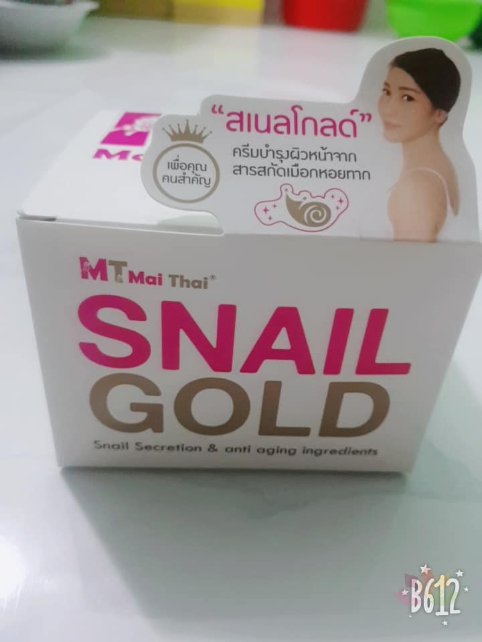 "สเนลโกลด์"
ครีมบำรุงผิวหน้าจาก
สารสกัดเมือกหอยทาก
เพื่อคุณ
คนสำคัญ
MT Mai Thai®
SNAIL
GOLD
Snail Secretion & anti aging ingredients
B612